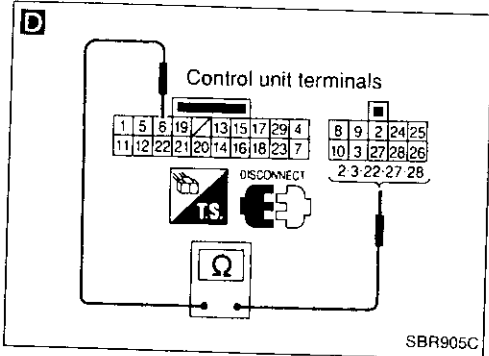 D
Control unit terminals
1 5 6 19 13 15 17 29 4
11 12 22 21 20 14 16 18 23 7
8 9 2 24 25
10 3 27 28 26
2·3·22·27·28
T.S.
DISCONNECT
Ω
SBR905C